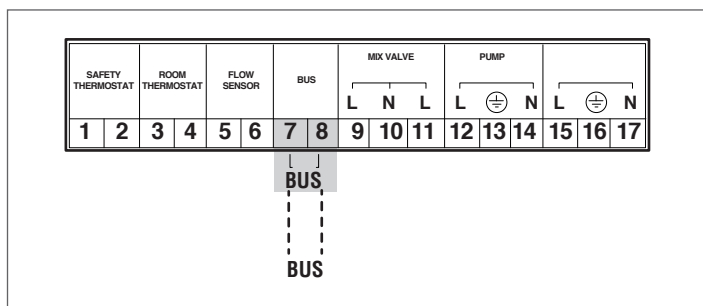 SAFETY THERMOSTAT
ROOM THERMOSTAT
FLOW SENSOR
BUS
MIX VALVE
PUMP
L N L L N L N
1 2 3 4 5 6 7 8 9 10 11 12 13 14 15 16 17
BUS
BUS